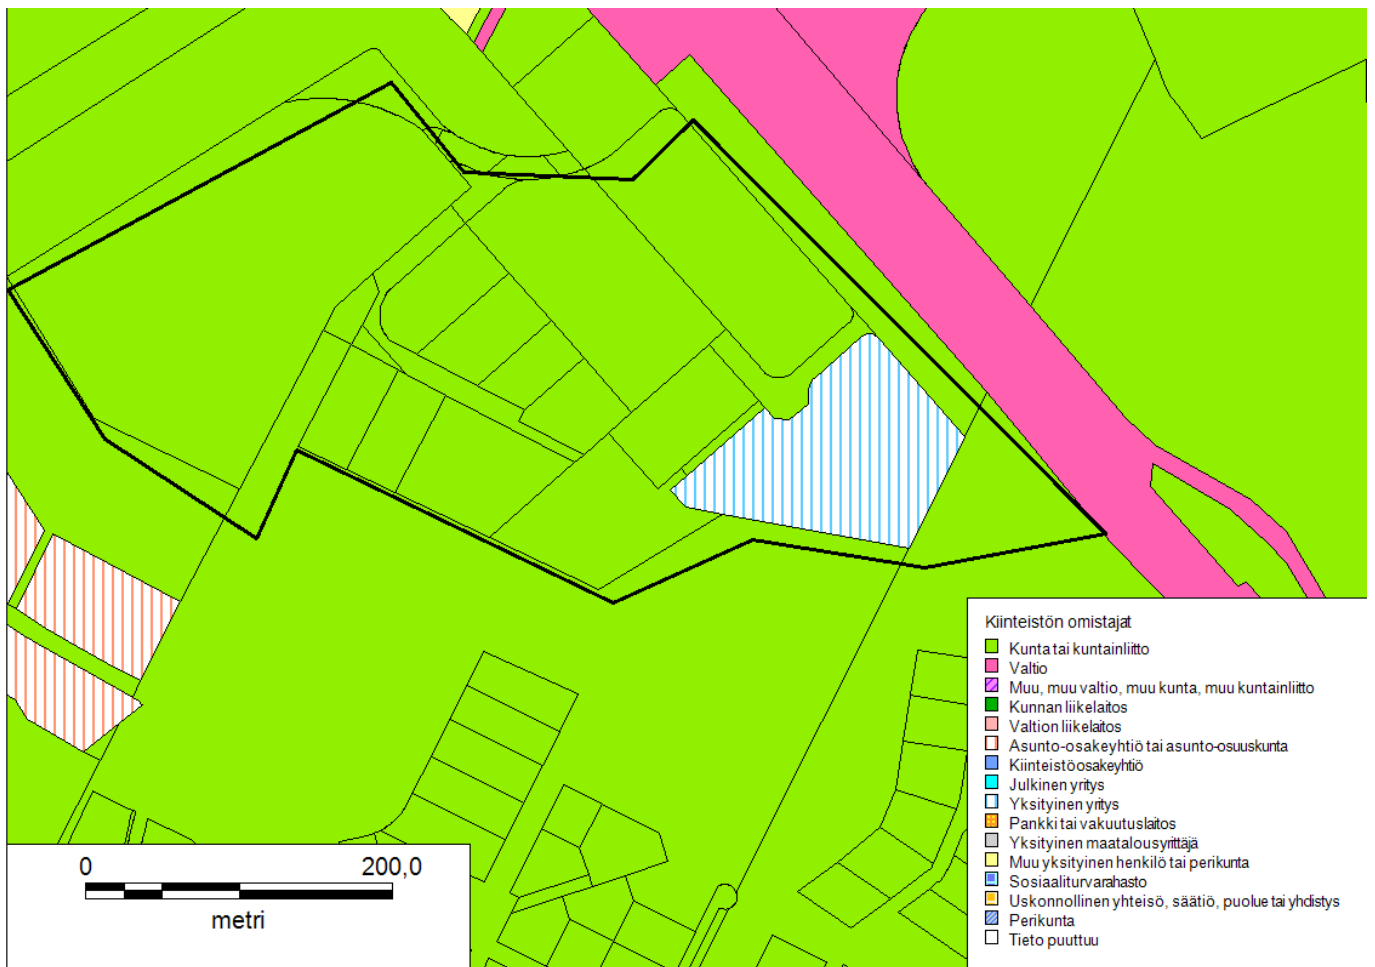 Kiinteistön omistajat
Kunta tai kuntainliitto
Valtio
Muu, muu valtio, muu kunta, muu kuntainliitto
Kunnan liikelaitos
Valtion liikelaitos
Asunto-osakeyhtiö tai asunto-osuuskunta
Kiinteistöosakeyhtiö
Julkinen yritys
Yksityinen yritys
Pankki tai vakuutuslaitos
Yksityinen maatalousyrittäjä
Muu yksityinen henkilö tai perikunta
Sosiaaliturvarahasto
Uskonnollinen yhteisö, säätiö, puolue tai yhdistys
Perikunta
Tieto puuttuu
0 200,0
metri